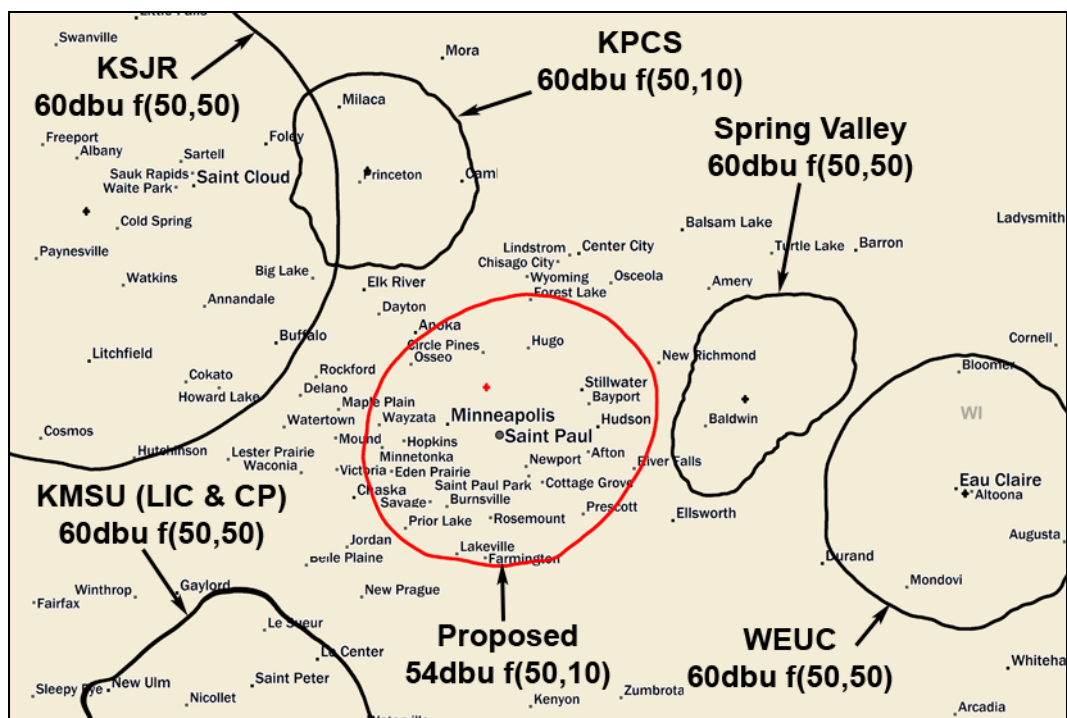 Little Falls
Swanville
Mora
KSJR
60dbu f(50,50)
KPCS
60dbu f(50,10)
Milaca
Spring Valley
60dbu f(50,50)
Freeport
Albany
Foley
Sartell
Sauk Rapids
Waite Park
Saint Cloud
Princeton
Caml
Cold Spring
Balsam Lake
Ladysmith
Paynesville
Lindstrom
Center City
Turtle Lake
Barron
Chisago City
Watkins
Big Lake
Wyoming
Osceola
Elk River
Forest Lake
Amery
Annandale
Dayton
Anoka
Buffalo
Circle Pines
Hugo
Cornell
Litchfield
Osseo
New Richmond
Bloomer
Cokato
Rockford
Howard Lake
Delano
Stillwater
Bayport
Maple Plain
Watertown
Wayzata
Minneapolis
Hudson
Baldwin
WI
Cosmos
Mound
Hopkins
Saint Paul
Hutchinson
Lester Prairie
Minnetonka
Afton
Waconia
Victoria
Eden Prairie
Newport
River Falls
KMSU (LIC & CP)
60dbu f(50,50)
Chaska
Saint Paul Park
Cottage Grove
Eau Claire
Altoona
Savage
Burnsville
Prescott
Prior Lake
Rosemount
Ellsworth
Augusta
Jordan
Lakeville
Belle Plaine
Farmington
Durand
Winthrop
Gaylord
New Prague
Mondovi
Fairfax
Le Sueur
Proposed
54dbu f(50,10)
WEUC
60dbu f(50,50)
Le Center
Whiteha
Sleepy Eye
New Ulm
Saint Peter
Nicollet
Kenyon
Zumbrota
Arcadia
Waterville